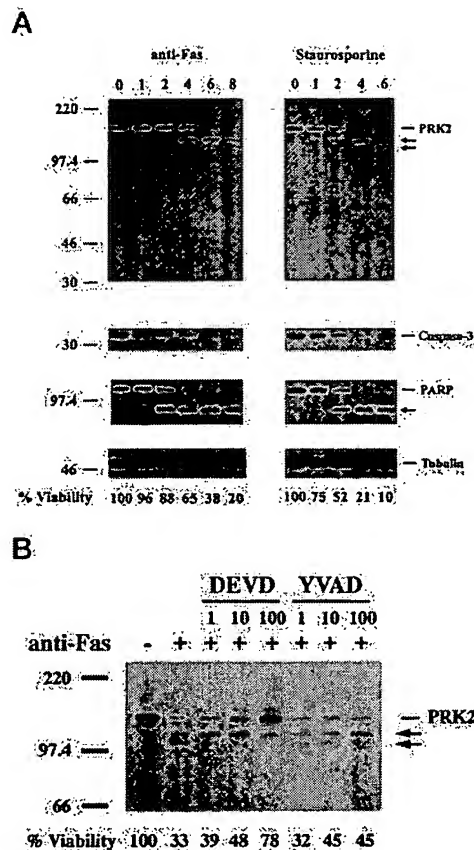 A
anti-Fas Staurosporine
0 1 2 4 6 8 0 1 2 4 6
220
PRK2
97.4
66
46
30
Caspase-3
30
PARP
97.4
Tubulin
46
% Viability 100 96 88 65 38 20 100 75 52 21 10
B
DEVD YVAD
1 10 100 1 10 100
anti-Fas - + + + + + + +
220
PRK2
97.4
66
% Viability 100 33 39 48 78 32 45 45